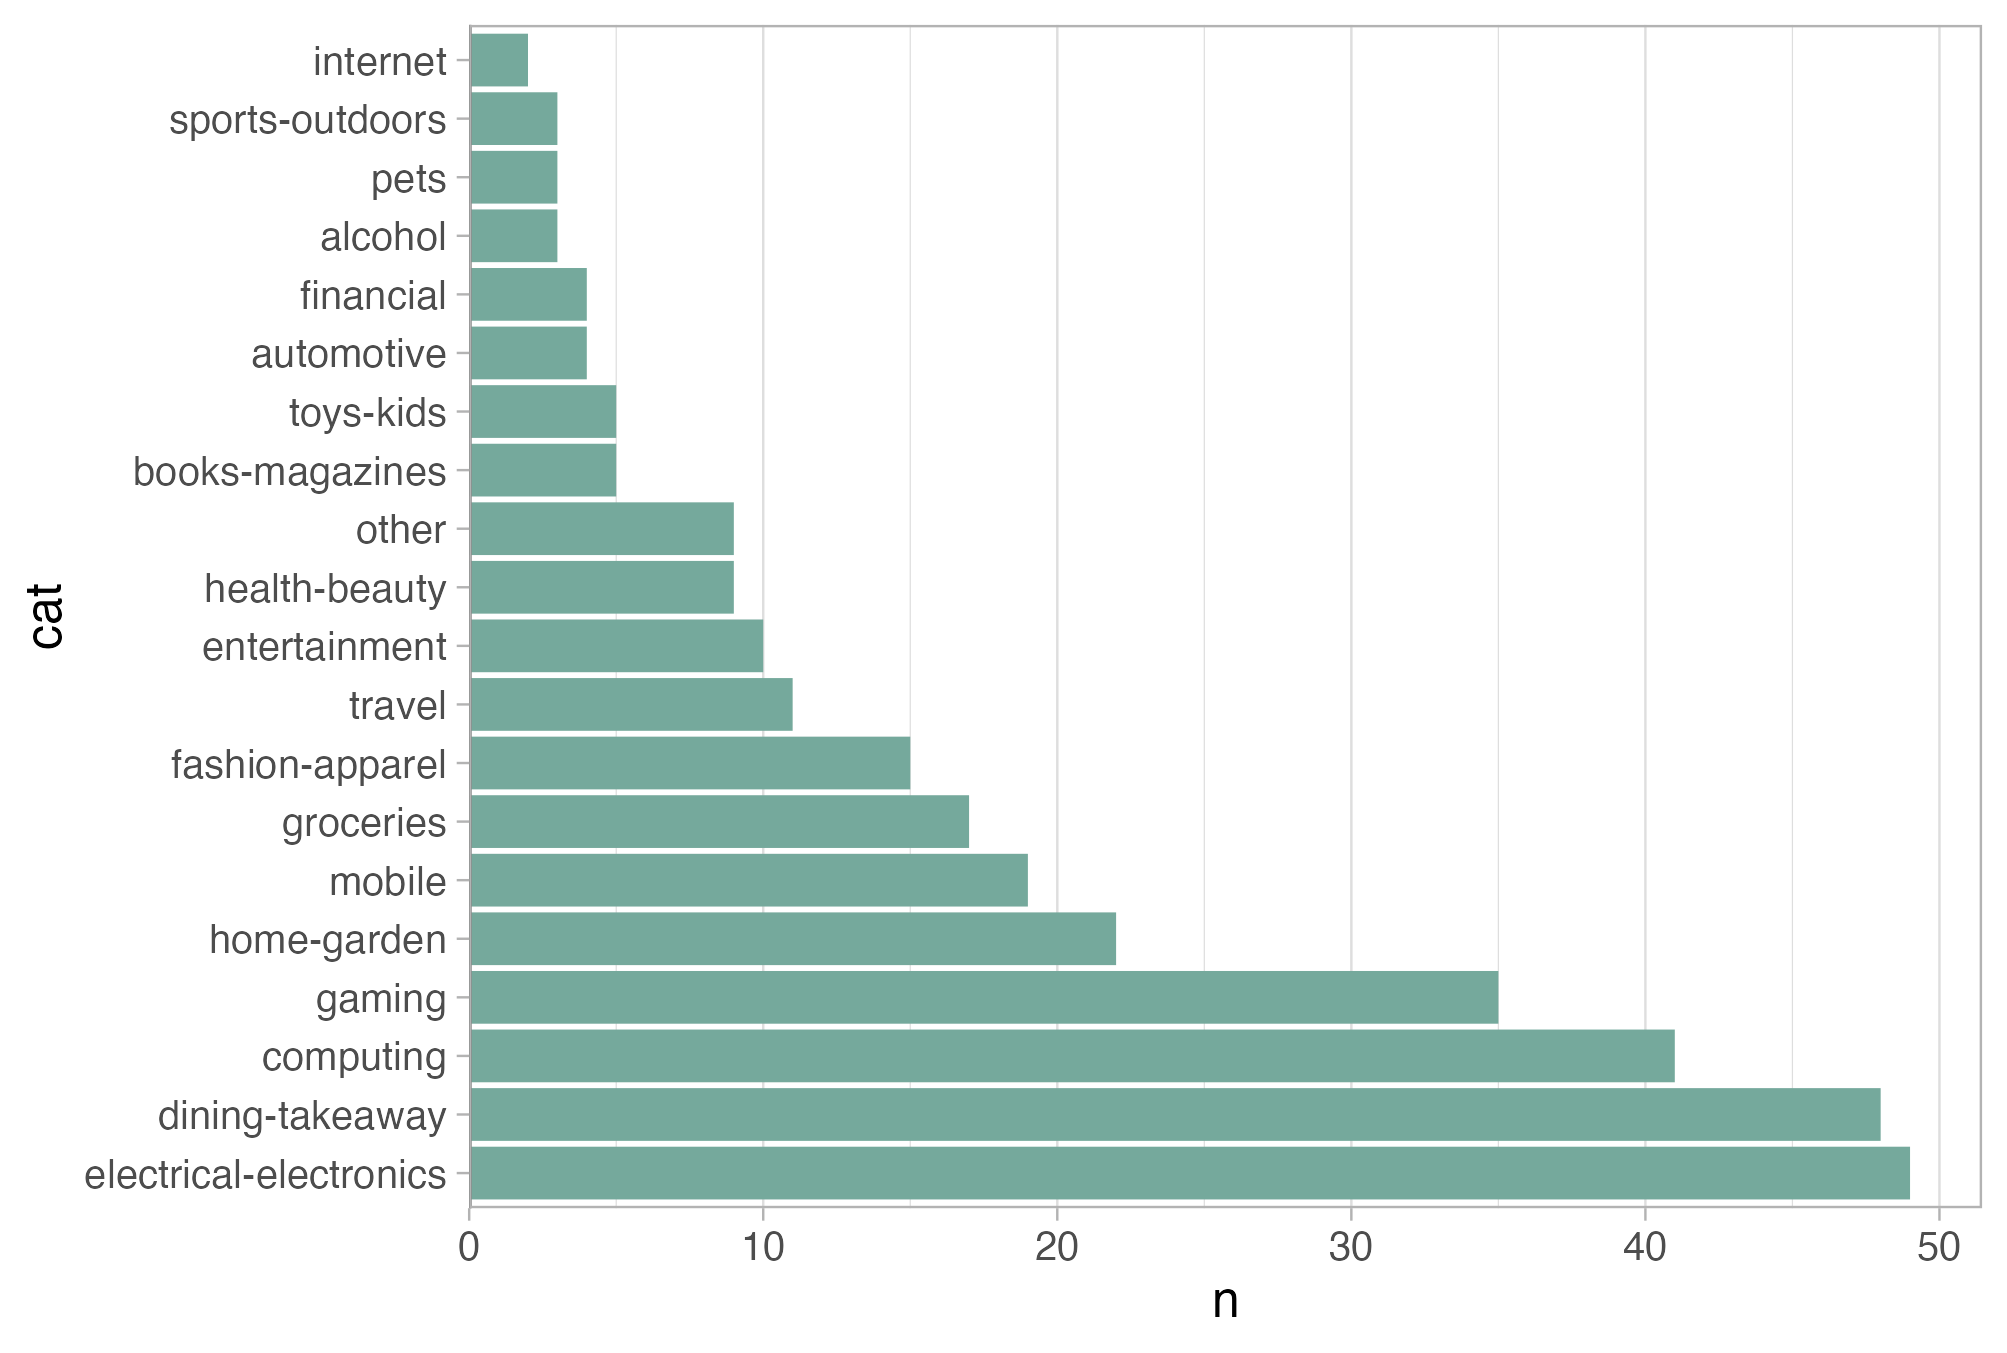 internet
sports-outdoors
pets
alcohol
financial
automotive
toys-kids
books-magazines
other
health-beauty
entertainment
travel
fashion-apparel
groceries
mobile
home-garden
gaming
computing
dining-takeaway
electrical-electronics
cat
0 10 20 30 40 50
n